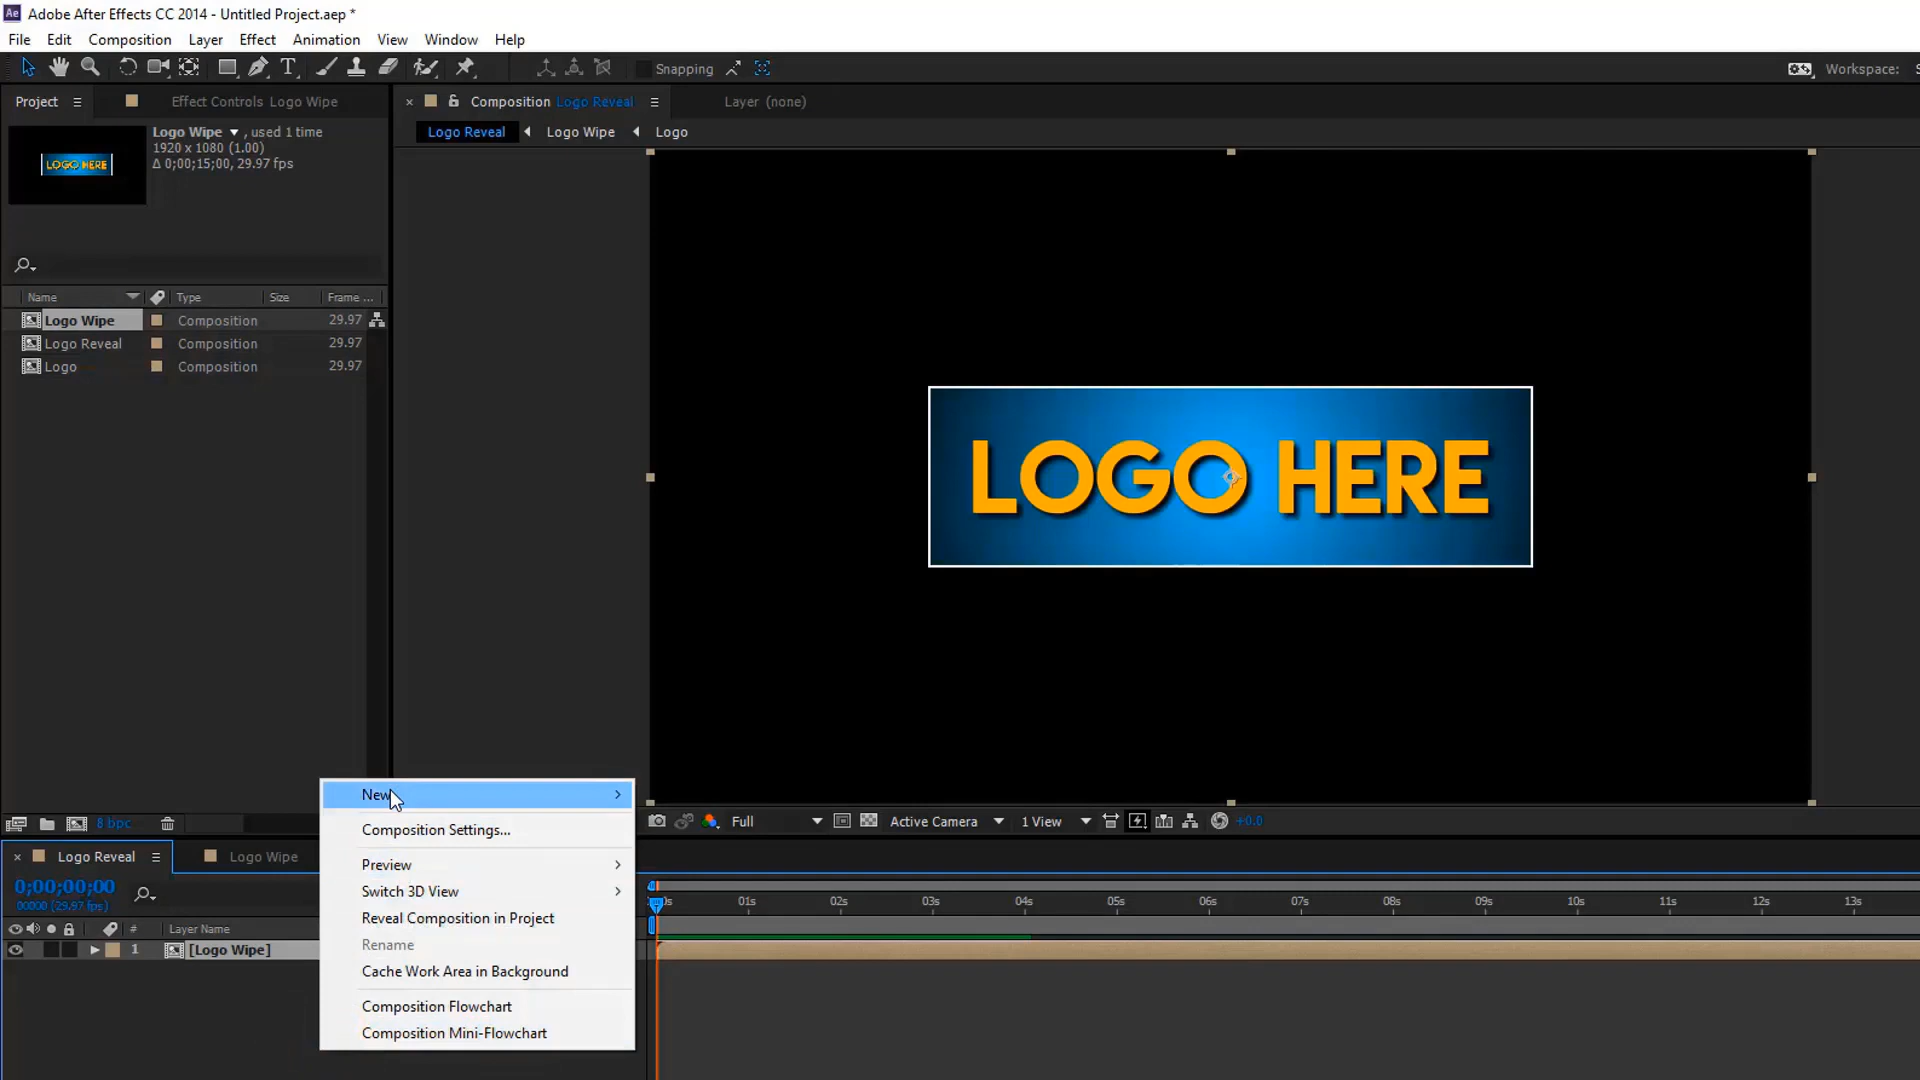 Ae Adobe After Effects CC 2014 - Untitled Project.aep *
File Edit Composition Layer Effect Animation View Window Help
Snapping Workspace:
Project Effect Controls Logo Wipe Composition Logo Reveal Layer (none)
Logo Reveal Logo Wipe Logo
Logo Wipe , used 1 time
1920 x 1080 (1.00)
Δ 0;00;15;00, 29.97 fps
LOGO HERE
Name Type Size Frame ...
Logo Wipe Composition 29.97
Logo Reveal Composition 29.97
Logo Composition 29.97
LOGO HERE
8 bpc
Full Active Camera 1 View +0.0
New
Composition Settings...
Preview
Switch 3D View
Reveal Composition in Project
Rename
Cache Work Area in Background
Composition Flowchart
Composition Mini-Flowchart
Logo Reveal Logo Wipe
0;00;00;00
00000 (29.97 fps)
01s 02s 03s 04s 05s 06s 07s 08s 09s 10s 11s 12s 13s
# Layer Name
1 [Logo Wipe]